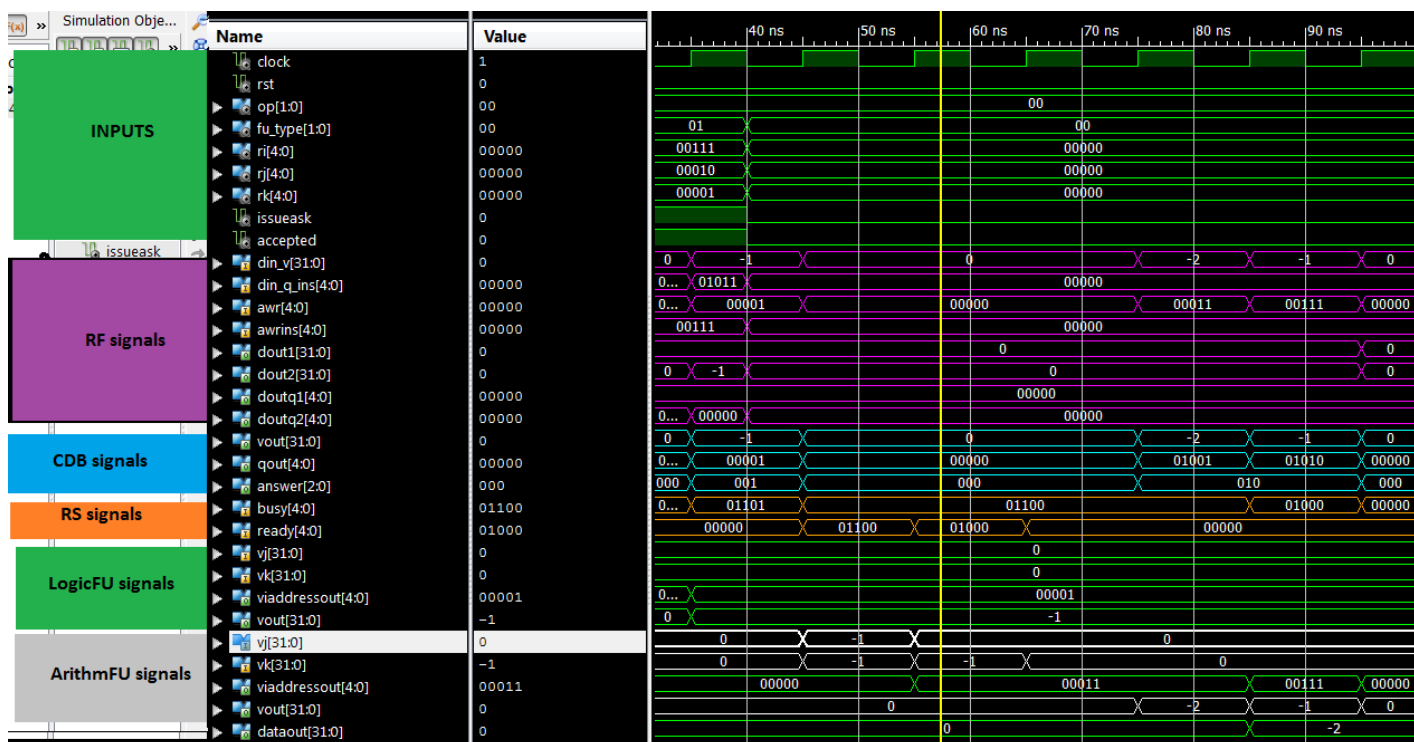 F(x) » Simulation Obje...
»
Name Value
40 ns 50 ns 60 ns 70 ns 80 ns 90 ns
clock 1
rst 0
op[1:0] 00 00
INPUTS
fu_type[1:0] 00 01 00
ri[4:0] 00000 00111 00000
rj[4:0] 00000 00010 00000
rk[4:0] 00000 00001 00000
issueask 0
accepted 0
issueask
din_v[31:0] 0 0 -1 0 -2 -1 0
din_q_ins[4:0] 00000 0... 01011 00000
awr[4:0] 00000 0... 00001 00000 00011 00111 00000
awrins[4:0] 00000 00111 00000
RF signals
dout1[31:0] 0 0 0
dout2[31:0] 0 0 -1 0 0
doutq1[4:0] 00000 00000
doutq2[4:0] 00000 0... 00000 00000
vout[31:0] 0 0 -1 0 -2 -1 0
CDB signals
qout[4:0] 00000 0... 00001 00000 01001 01010 00000
answer[2:0] 000 000 001 000 010 000
RS signals
busy[4:0] 01100 0... 01101 01100 01000 00000
ready[4:0] 01000 00000 01100 01000 00000
vj[31:0] 0 0
vk[31:0] 0 0
LogicFU signals
viaddressout[4:0] 00001 0... 00001
vout[31:0] -1 0 -1
vj[31:0] 0 0 -1 0
vk[31:0] -1 0 -1 -1 0
ArithmFU signals
viaddressout[4:0] 00011 00000 00011 00111 00000
vout[31:0] 0 0 -2 -1 0
dataout[31:0] 0 0 -2